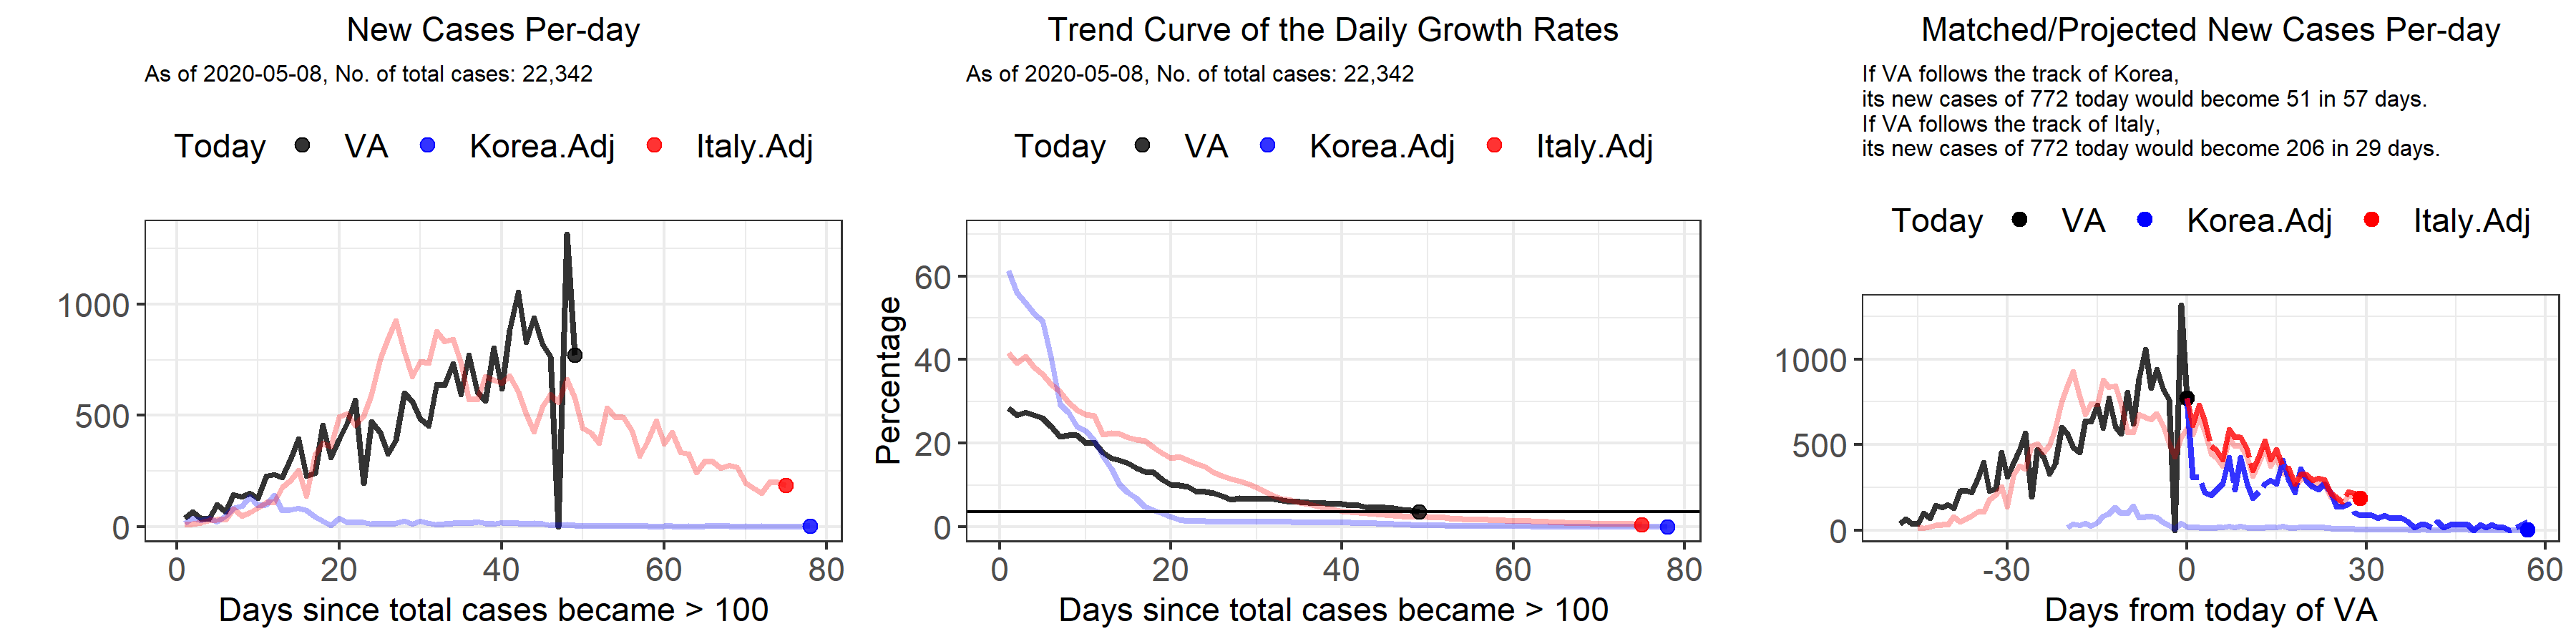 New Cases Per-day
As of 2020-05-08, No. of total cases: 22,342
Today VA Korea.Adj Italy.Adj
1000
500
0
0 20 40 60 80
Days since total cases became > 100
Trend Curve of the Daily Growth Rates
As of 2020-05-08, No. of total cases: 22,342
Today VA Korea.Adj Italy.Adj
Percentage
60
40
20
0
0 20 40 60 80
Days since total cases became > 100
Matched/Projected New Cases Per-day
If VA follows the track of Korea,
its new cases of 772 today would become 51 in 57 days.
If VA follows the track of Italy,
its new cases of 772 today would become 206 in 29 days.
Today VA Korea.Adj Italy.Adj
1000
500
0
-30 0 30 60
Days from today of VA